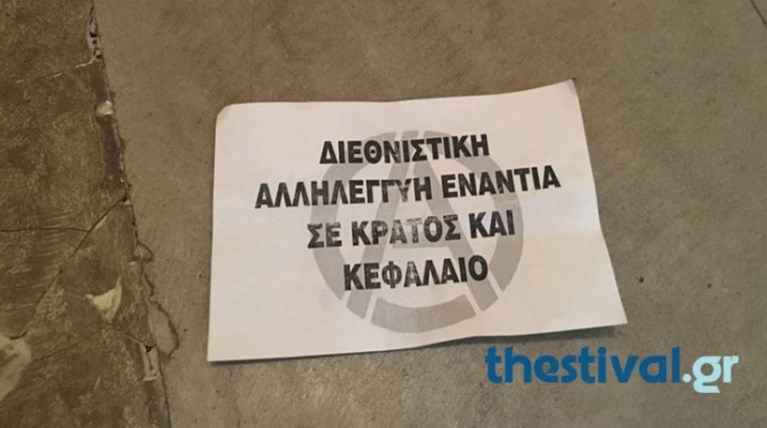 ΔΙΕΘΝΙΣΤΙΚΗ
ΑΛΛΗΛΕΓΓΥΗ ΕΝΑΝΤΙΑ
ΣΕ ΚΡΑΤΟΣ ΚΑΙ
ΚΕΦΑΛΑΙΟ
thestival.gr